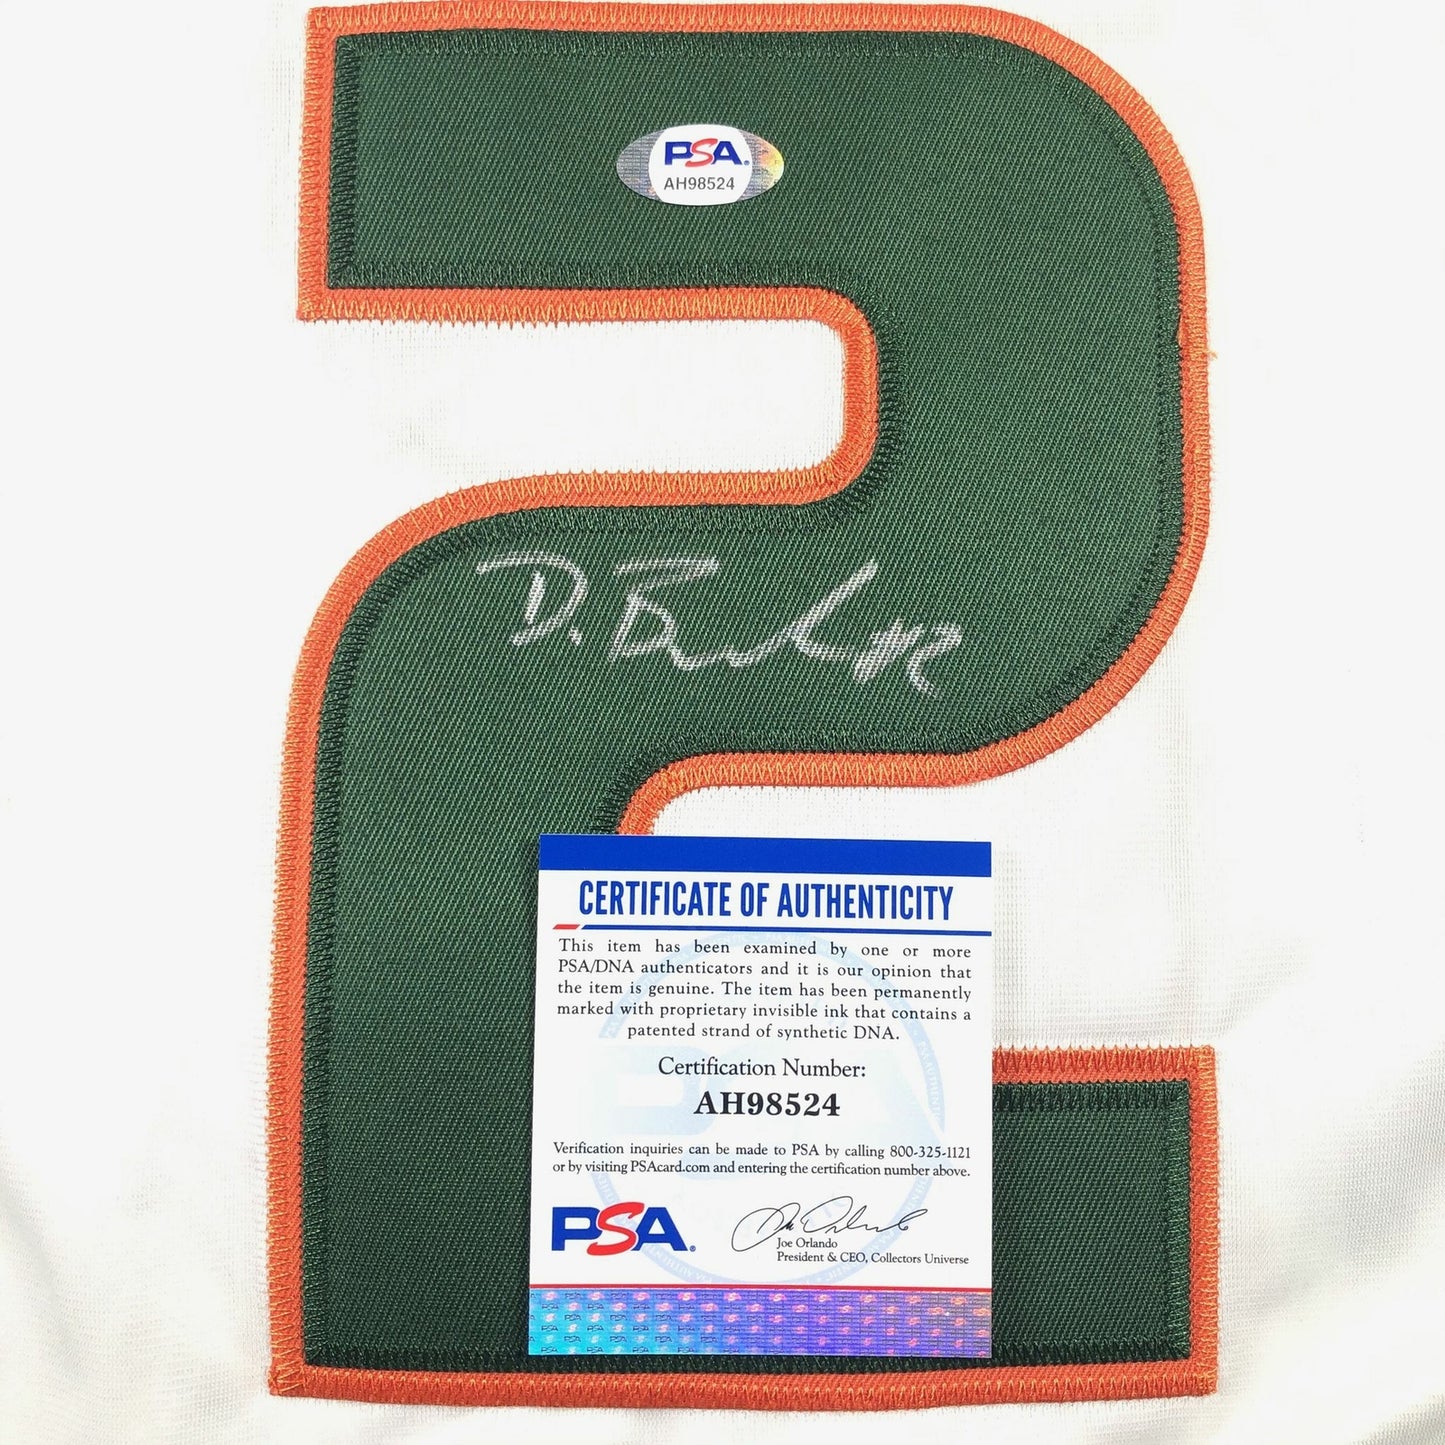 2
PSA
AH98524
D. B #2
CERTIFICATE OF AUTHENTICITY
This item has been examined by one or more
PSA/DNA authenticators and it is our opinion that
the item is genuine. The item has been permanently
marked with proprietary invisible ink that contains a
patented strand of synthetic DNA.
Certification Number:
AH98524
Verification inquiries can be made to PSA by calling 800-325-1121
or by visiting PSAcard.com and entering the certification number above.
PSA
Joe Orlando
President & CEO, Collectors Universe